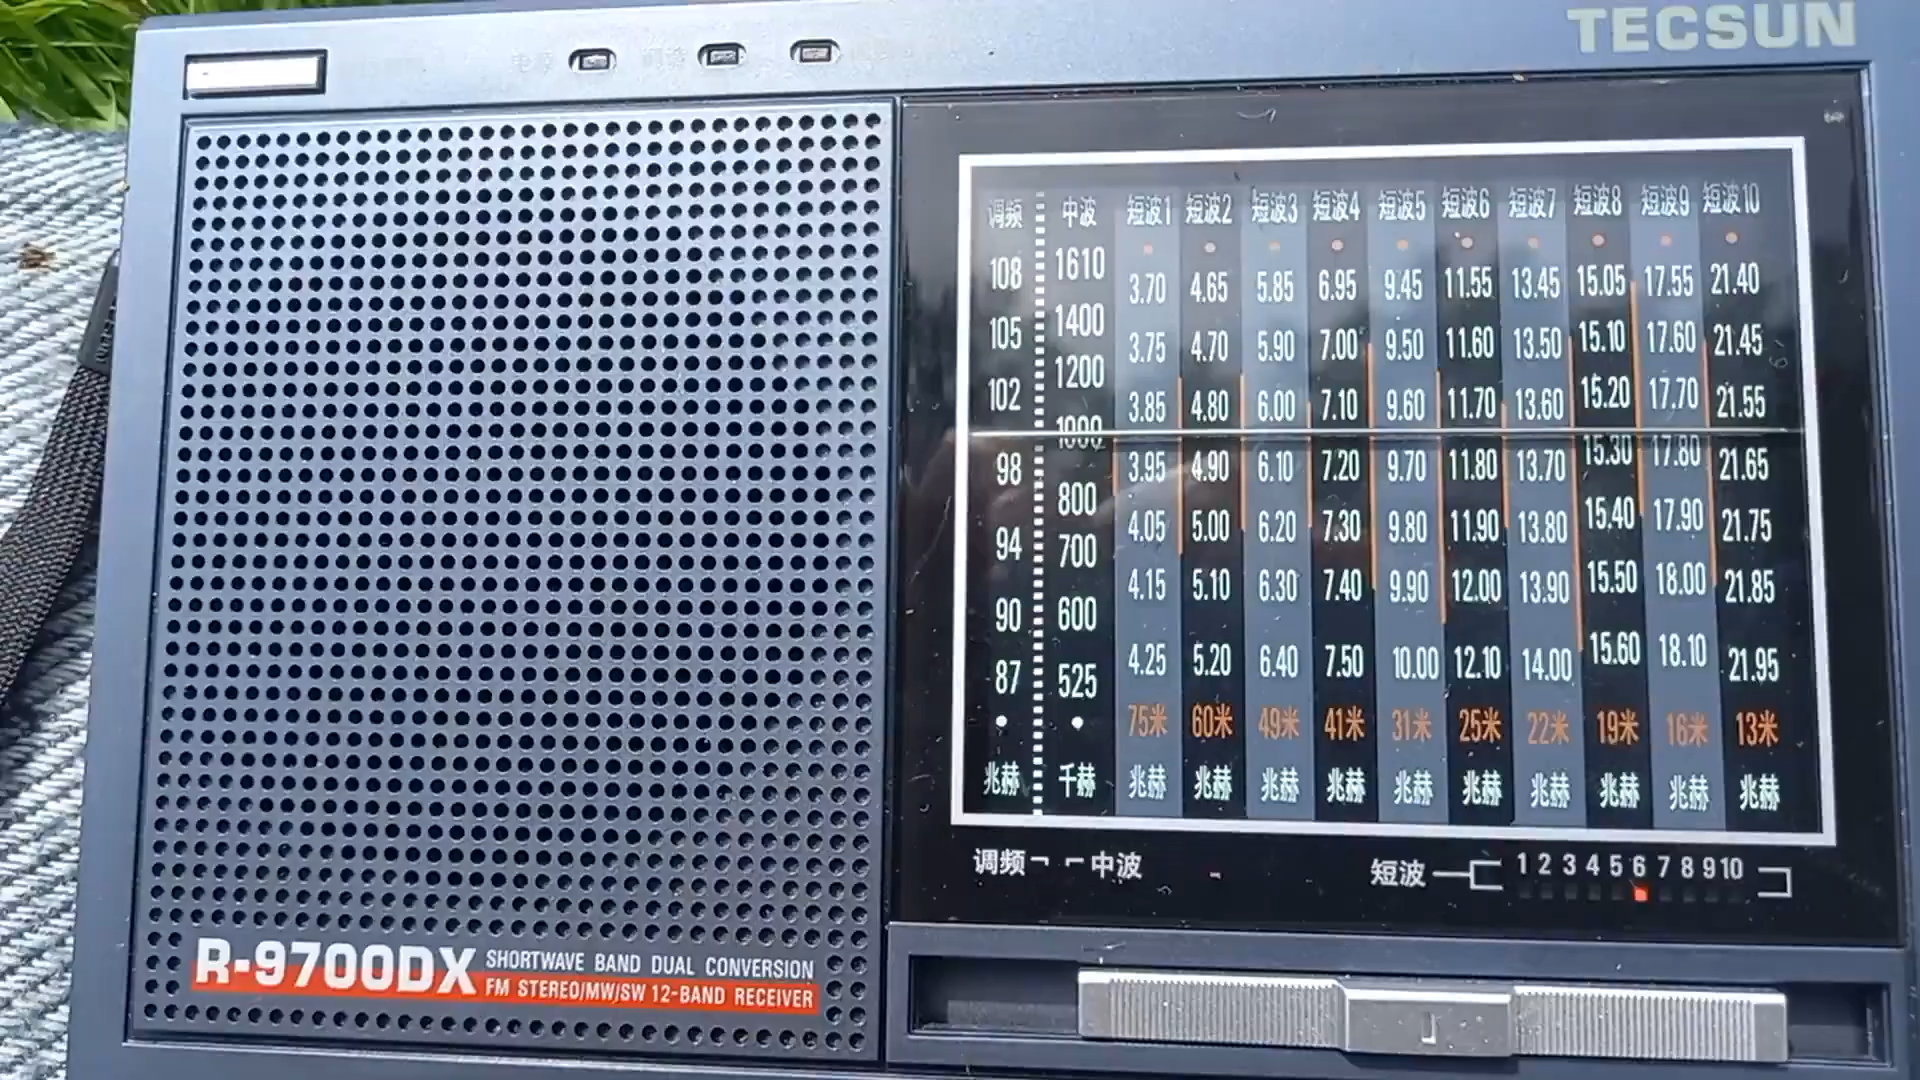 TECSUN
电源
调谐
调频 中波 短波1 短波2 短波3 短波4 短波5 短波6 短波7 短波8 短波9 短波10
108 1610 3.70 4.65 5.85 6.95 9.45 11.55 13.45 15.05 17.55 21.40
105 1400 3.75 4.70 5.90 7.00 9.50 11.60 13.50 15.10 17.60 21.45
102 1200 3.85 4.80 6.00 7.10 9.60 11.70 13.60 15.20 17.70 21.55
98 1000 3.95 4.90 6.10 7.20 9.70 11.80 13.70 15.30 17.80 21.65
94 800 4.05 5.00 6.20 7.30 9.80 11.90 13.80 15.40 17.90 21.75
700
90 600 4.15 5.10 6.30 7.40 9.90 12.00 13.90 15.50 18.00 21.85
87 525 4.25 5.20 6.40 7.50 10.00 12.10 14.00 15.60 18.10 21.95
75米 60米 49米 41米 31米 25米 22米 19米 16米 13米
兆赫 千赫 兆赫 兆赫 兆赫 兆赫 兆赫 兆赫 兆赫 兆赫 兆赫 兆赫
调频 中波 短波 1 2 3 4 5 6 7 8 9 10
R-9700DX SHORTWAVE BAND DUAL CONVERSION
FM STEREO/MW/SW 12-BAND RECEIVER